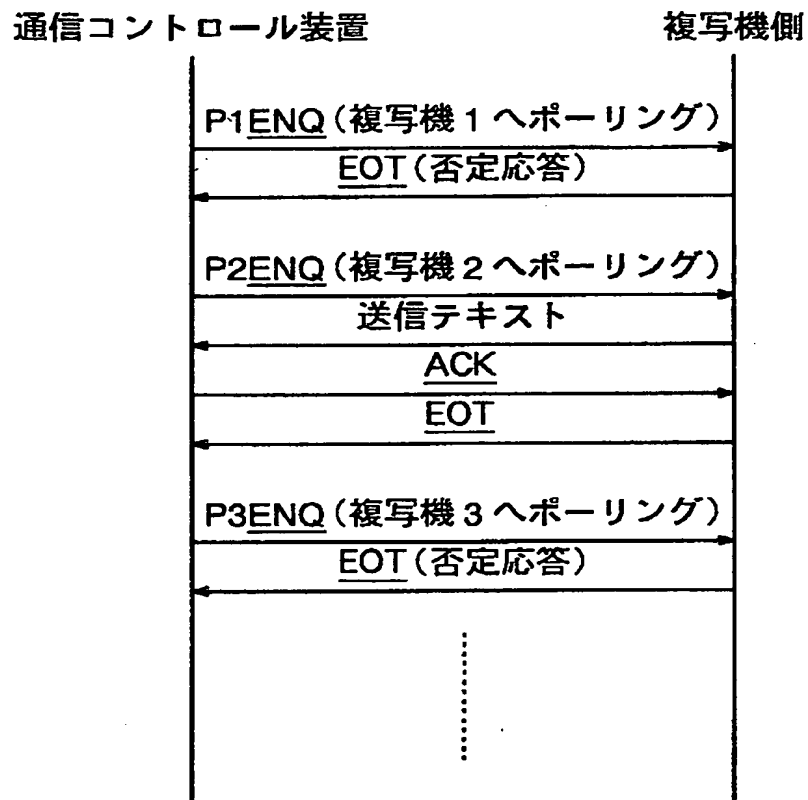 通信コントロール装置
複写機側
P1ENQ(複写機1へポーリング)
EOT(否定応答)
P2ENQ(複写機2へポーリング)
送信テキスト
ACK
EOT
P3ENQ(複写機3へポーリング)
EOT(否定応答)